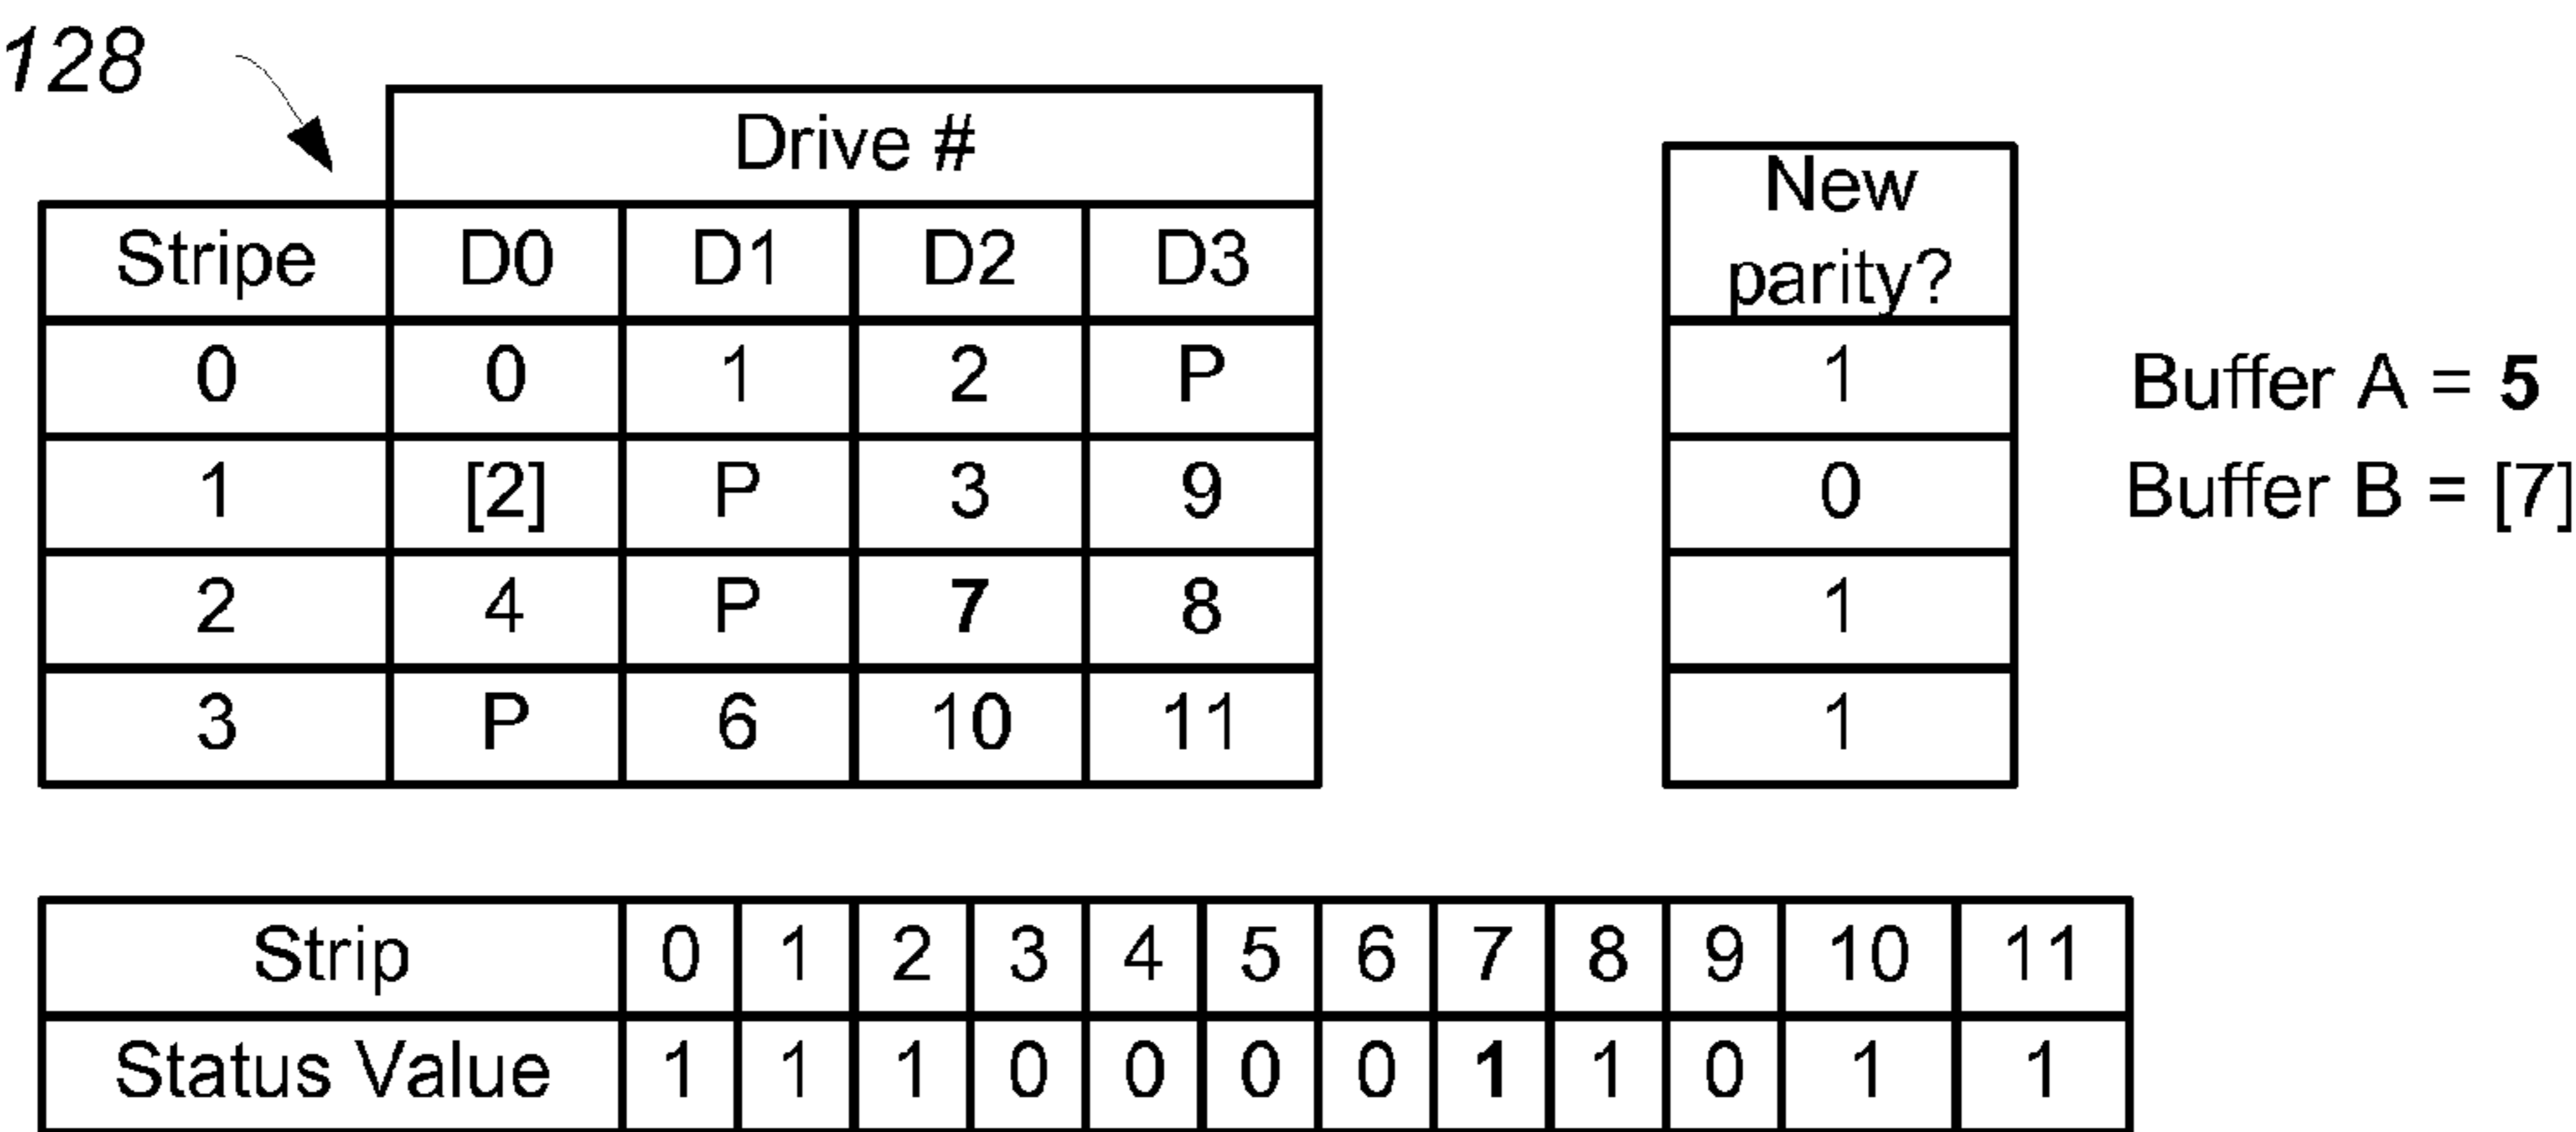 128
Drive #
Stripe D0 D1 D2 D3
0 0 1 2 P
1 [2] P 3 9
2 4 P 7 8
3 P 6 10 11
New
parity?
1
0
1
1
Buffer A = 5
Buffer B = [7]
Strip 0 1 2 3 4 5 6 7 8 9 10 11
Status Value 1 1 1 0 0 0 0 1 1 0 1 1